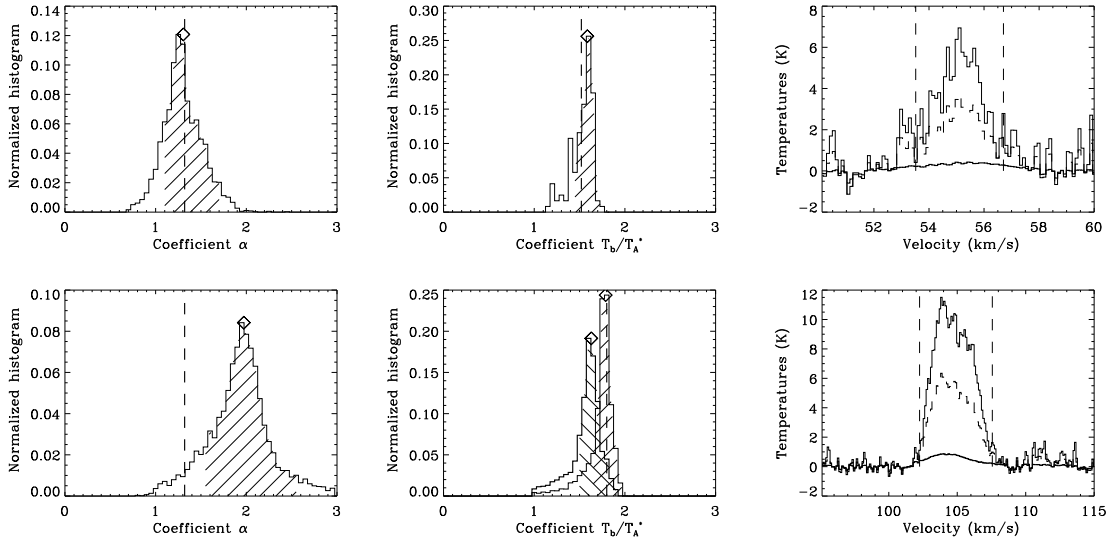 0.14
0.12
0.10
0.08
0.06
0.04
0.02
0.00
0 1 2 3
Normalized histogram
Coefficient α
0.30
0.25
0.20
0.15
0.10
0.05
0.00
0 1 2 3
Normalized histogram
Coefficient T_b/T_A*
8
6
4
2
0
-2
52 54 56 58 60
Temperatures (K)
Velocity (km/s)
0.10
0.08
0.06
0.04
0.02
0.00
0 1 2 3
Normalized histogram
Coefficient α
0.25
0.20
0.15
0.10
0.05
0.00
0 1 2 3
Normalized histogram
Coefficient T_b/T_A*
12
10
8
6
4
2
0
-2
100 105 110 115
Temperatures (K)
Velocity (km/s)